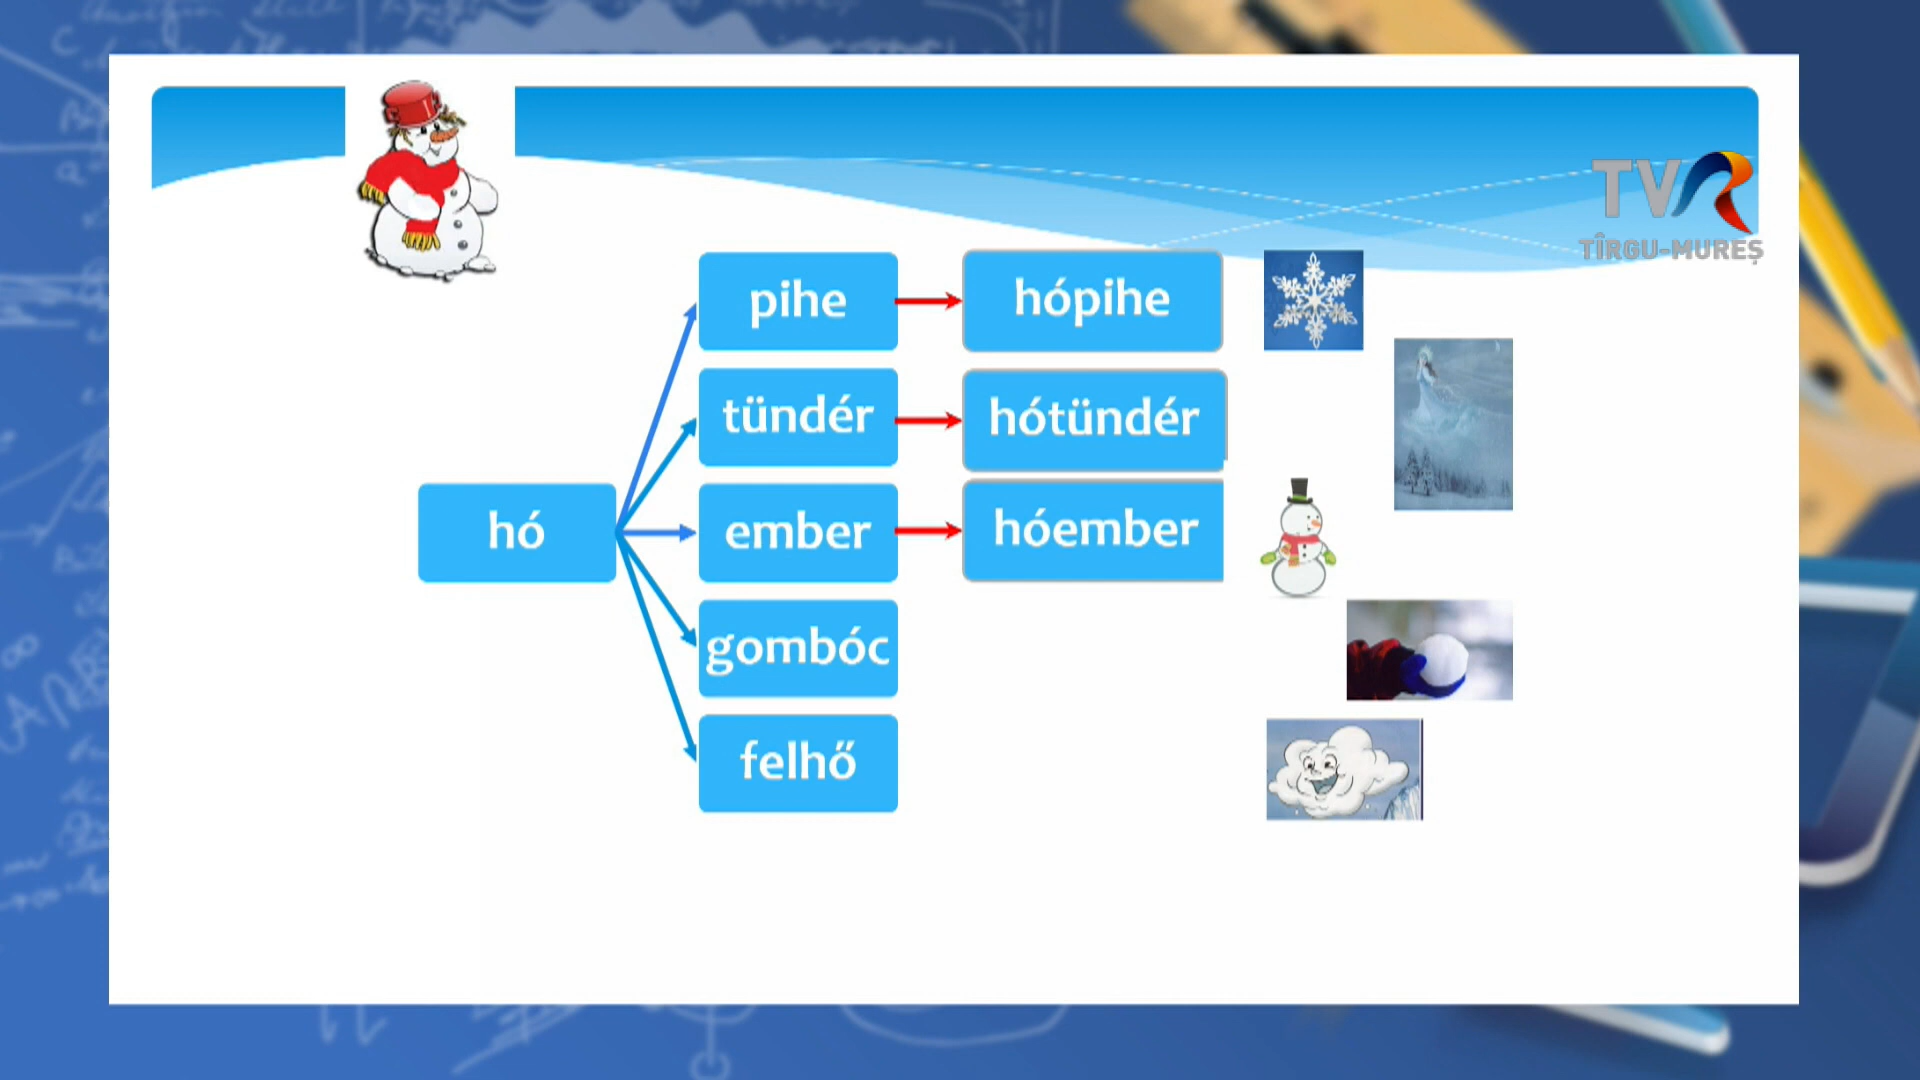 TVR
TÎRGU-MUREȘ
pihe
hópihe
tündér
hótündér
hó
ember
hóember
gombóc
felhő